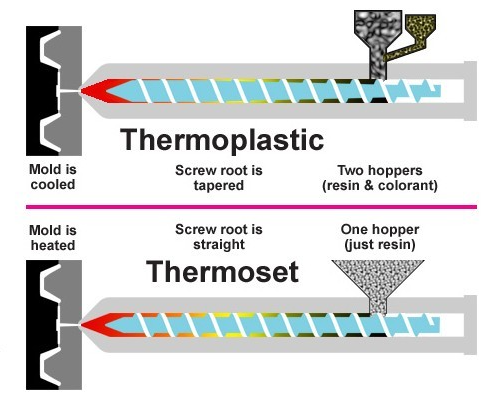 Thermoplastic
Mold is
cooled
Screw root is
tapered
Two hoppers
(resin & colorant)
Mold is
heated
Screw root is
straight
One hopper
(just resin)
Thermoset